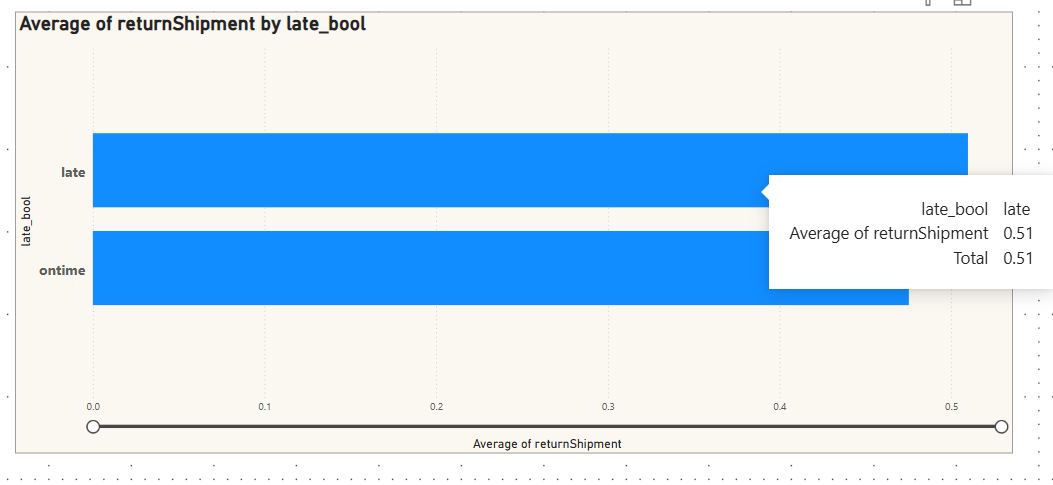 Average of returnShipment by late_bool
late_bool
late
ontime
late_bool late
Average of returnShipment 0.51
Total 0.51
0.0 0.1 0.2 0.3 0.4 0.5
Average of returnShipment